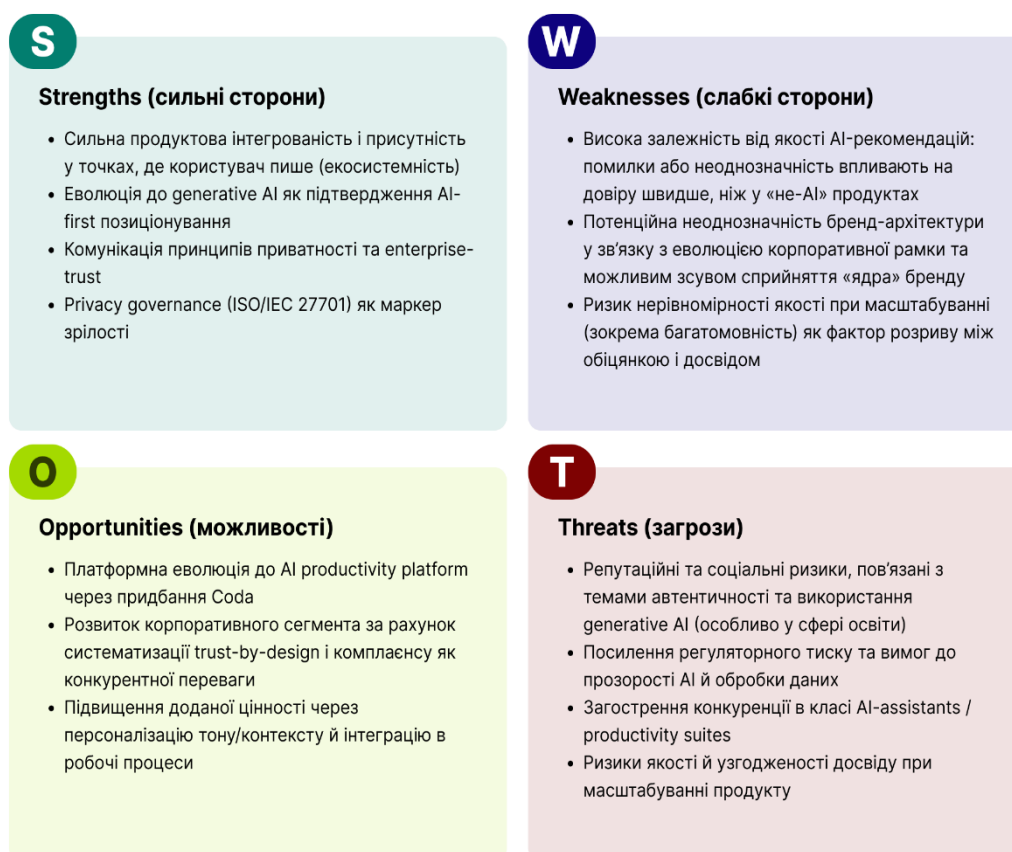 S
Strengths (сильні сторони)
• Сильна продуктова інтегрованість і присутність
у точках, де користувач пише (екосистемність)
• Еволюція до generative AI як підтвердження AI-
first позиціонування
• Комунікація принципів приватності та enterprise-
trust
• Privacy governance (ISO/IEC 27701) як маркер
зрілості
W
Weaknesses (слабкі сторони)
• Висока залежність від якості AI-рекомендацій:
помилки або неоднозначність впливають на
довіру швидше, ніж у «не-AI» продуктах
• Потенційна неоднозначність бренд-архітектури
у зв’язку з еволюцією корпоративної рамки та
можливим зсувом сприйняття «ядра» бренду
• Ризик нерівномірності якості при масштабуванні
(зокрема багатомовність) як фактор розриву між
обіцянкою і досвідом
O
Opportunities (можливості)
• Платформна еволюція до AI productivity platform
через придбання Coda
• Розвиток корпоративного сегмента за рахунок
систематизації trust-by-design і комплаєнсу як
конкурентної переваги
• Підвищення доданої цінності через
персоналізацію тону/контексту й інтеграцію в
робочі процеси
T
Threats (загрози)
• Репутаційні та соціальні ризики, пов’язані з
темами автентичності та використання
generative AI (особливо у сфері освіти)
• Посилення регуляторного тиску та вимог до
прозорості AI й обробки даних
• Загострення конкуренції в класі AI-assistants /
productivity suites
• Ризики якості й узгодженості досвіду при
масштабуванні продукту